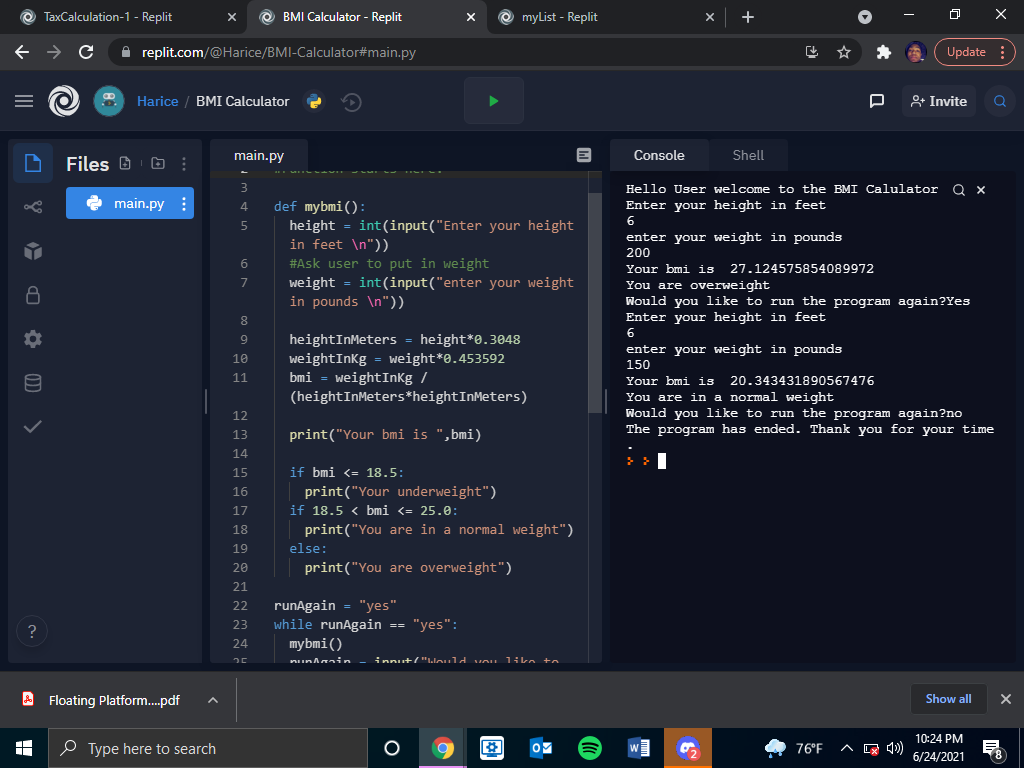 TaxCalculation-1 - Replit
BMI Calculator - Replit
myList - Replit
replit.com/@Harice/BMI-Calculator#main.py
Update
Harice / BMI Calculator
Invite
Files
main.py
main.py
2 #Function starts here.
3
4 def mybmi():
5 height = int(input("Enter your height
in feet \n"))
6 #Ask user to put in weight
7 weight = int(input("enter your weight
in pounds \n"))
8
9 heightInMeters = height*0.3048
10 weightInKg = weight*0.453592
11 bmi = weightInKg /
(heightInMeters*heightInMeters)
12
13 print("Your bmi is ",bmi)
14
15 if bmi <= 18.5:
16 print("Your underweight")
17 if 18.5 < bmi <= 25.0:
18 print("You are in a normal weight")
19 else:
20 print("You are overweight")
21
22 runAgain = "yes"
23 while runAgain == "yes":
24 mybmi()
25 runAgain = input("Would you like to
Console
Shell
Hello User welcome to the BMI Calulator
Enter your height in feet
6
enter your weight in pounds
200
Your bmi is  27.124575854089972
You are overweight
Would you like to run the program again?Yes
Enter your height in feet
6
enter your weight in pounds
150
Your bmi is  20.343431890567476
You are in a normal weight
Would you like to run the program again?no
The program has ended. Thank you for your time
.
?
Floating Platform....pdf
Show all
Type here to search
2
76°F
10:24 PM
6/24/2021
8